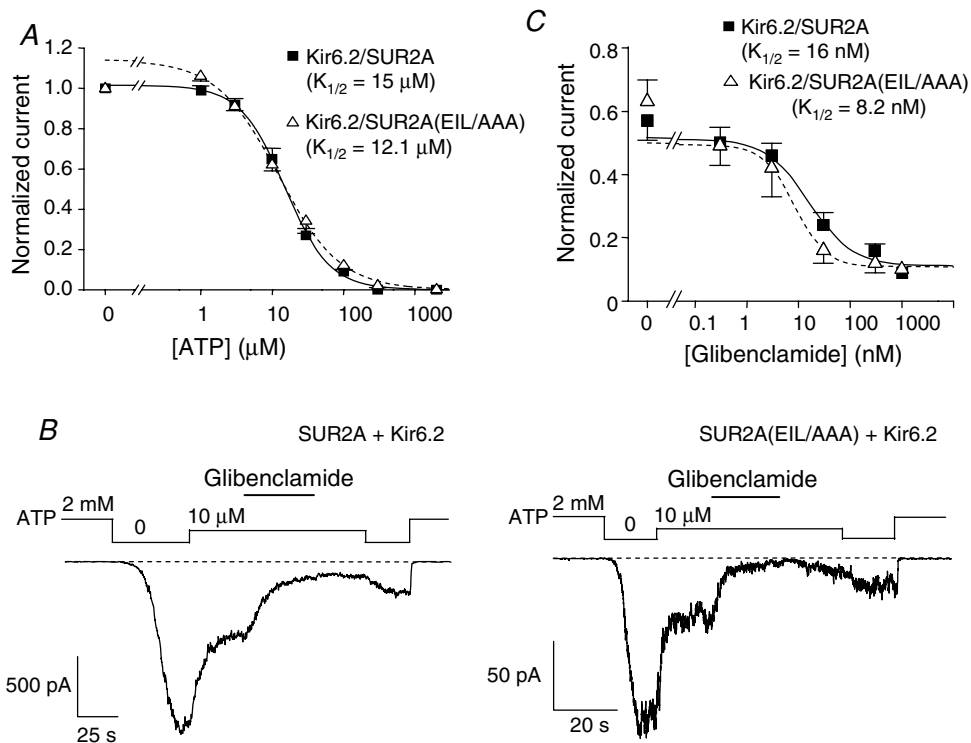 A
Kir6.2/SUR2A
(K1/2 = 15 μM)
Kir6.2/SUR2A(EIL/AAA)
(K1/2 = 12.1 μM)
Normalized current
1.2
1.0
0.8
0.6
0.4
0.2
0.0
0 1 10 100 1000
[ATP] (μM)
C
Kir6.2/SUR2A
(K1/2 = 16 nM)
Kir6.2/SUR2A(EIL/AAA)
(K1/2 = 8.2 nM)
Normalized current
0.8
0.6
0.4
0.2
0
0 0.1 1 10 100 1000
[Glibenclamide] (nM)
B
SUR2A + Kir6.2
Glibenclamide
2 mM
ATP
0
10 μM
500 pA
25 s
SUR2A(EIL/AAA) + Kir6.2
Glibenclamide
2 mM
ATP
0
10 μM
50 pA
20 s